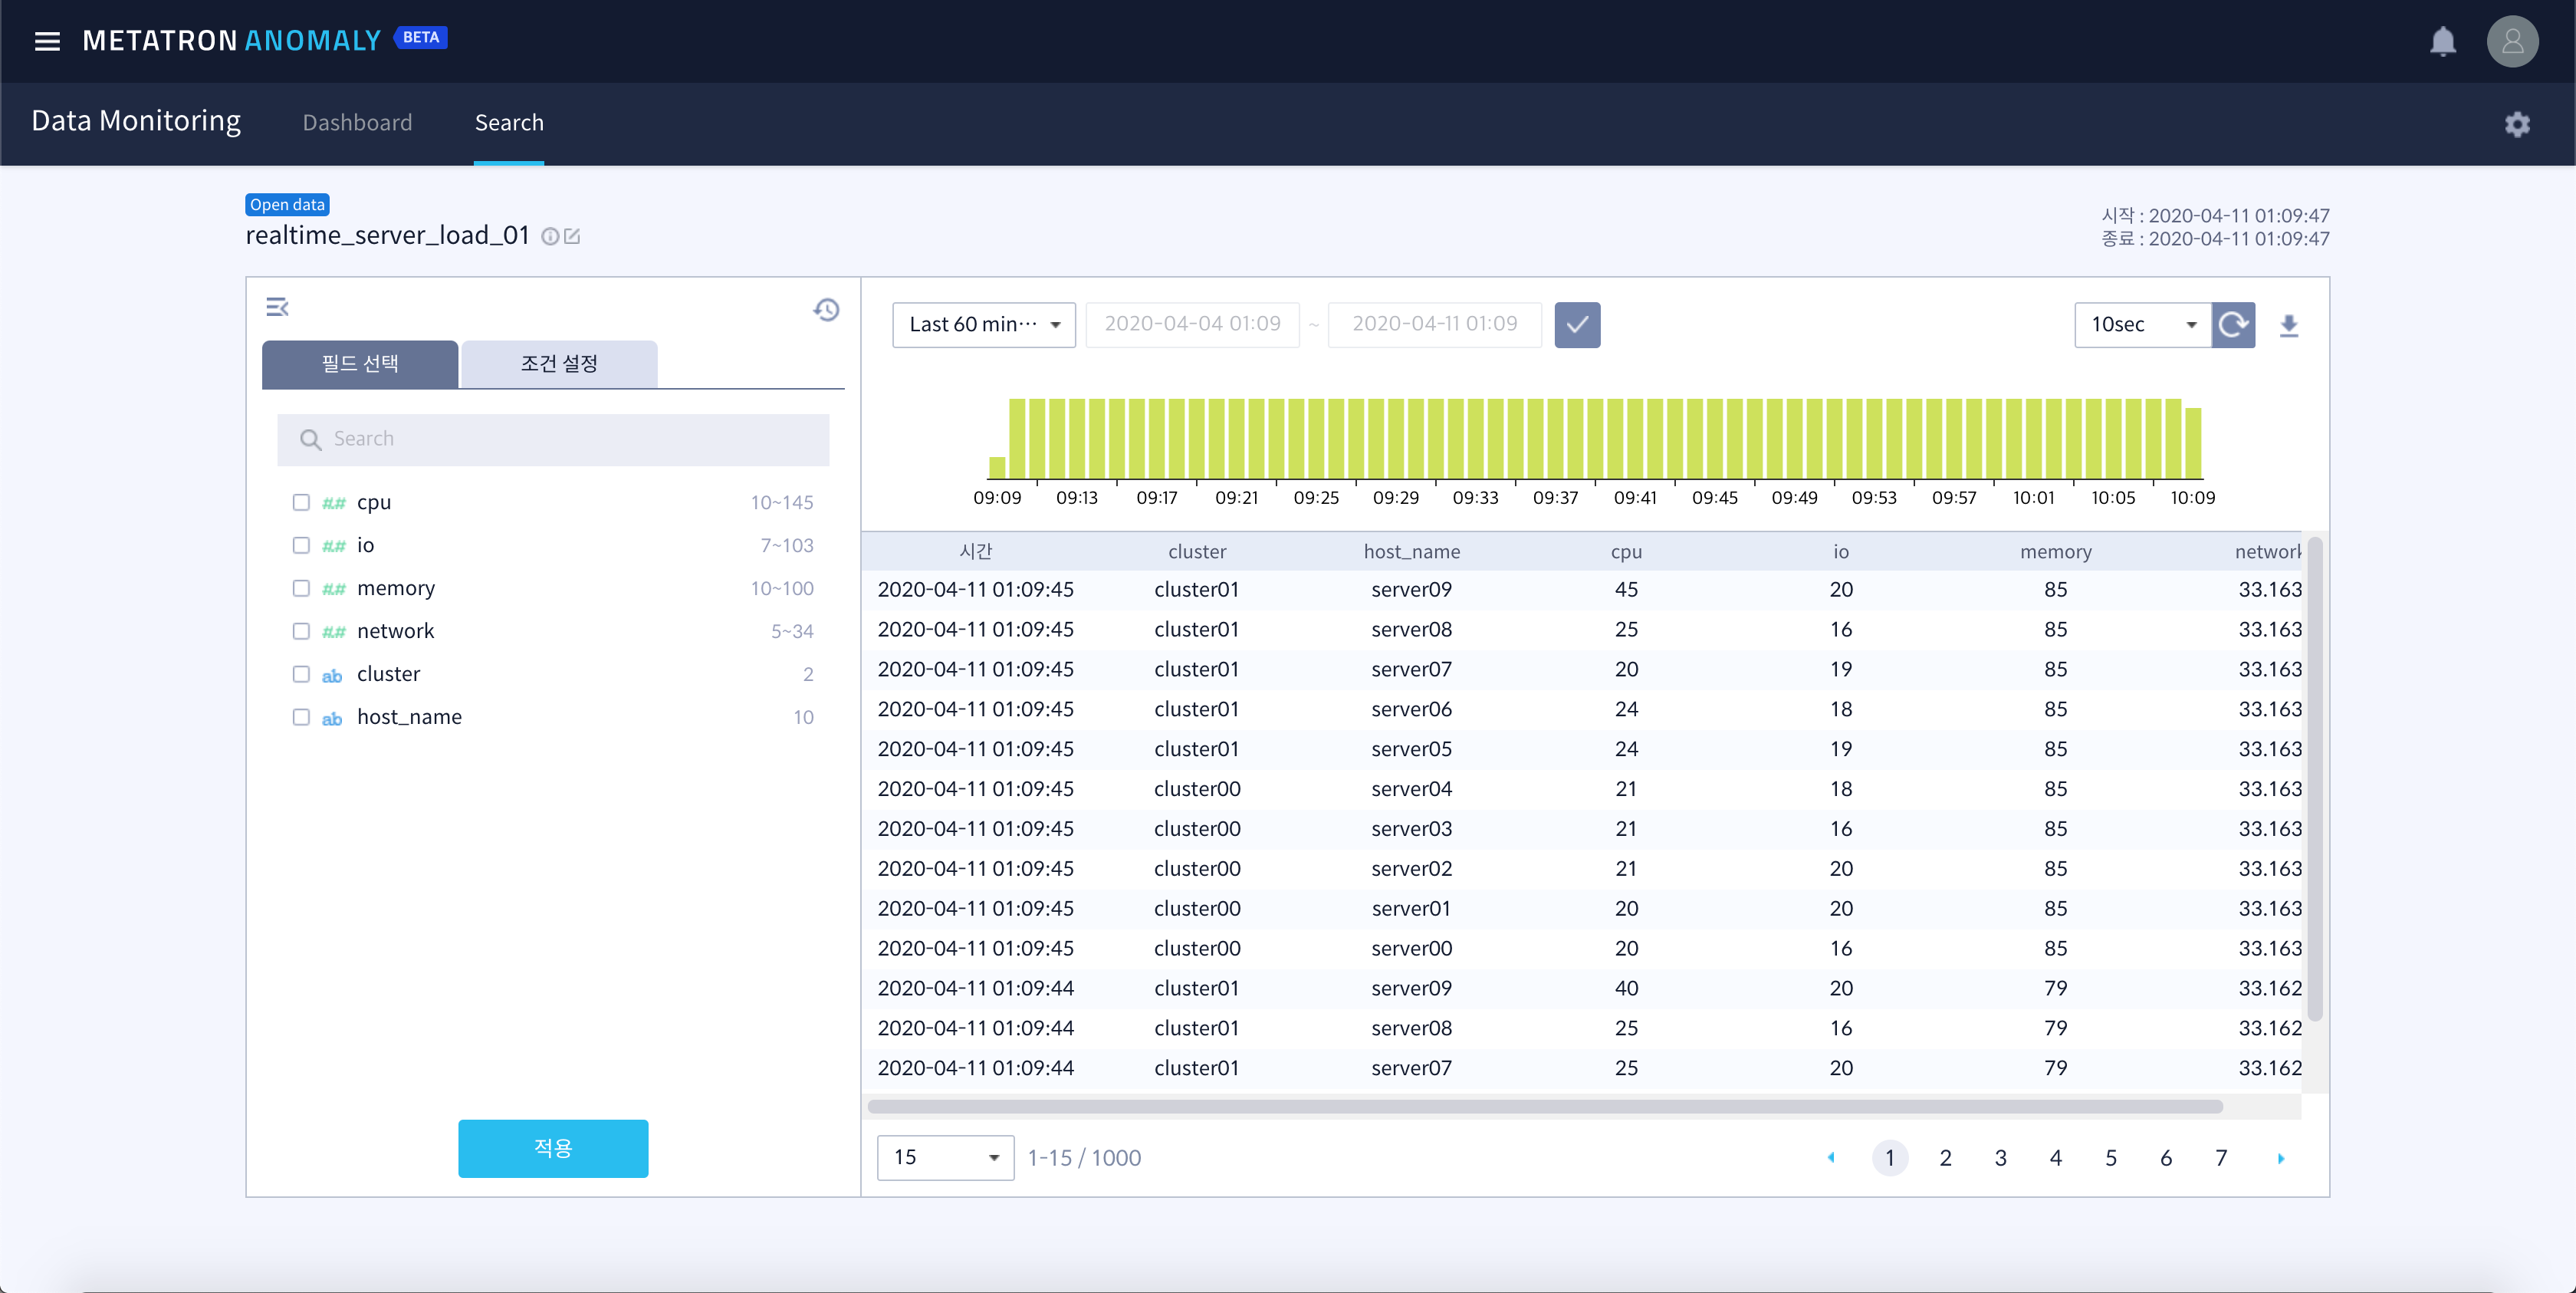 METATRON ANOMALY BETA
Data Monitoring Dashboard Search
Open data
realtime_server_load_01
시작 : 2020-04-11 01:09:47
종료 : 2020-04-11 01:09:47
필드 선택 조건 설정
Search
## cpu 10~145
## io 7~103
## memory 10~100
## network 5~34
ab cluster 2
ab host_name 10
적용
Last 60 min··· 2020-04-04 01:09 ~ 2020-04-11 01:09 10sec
09:09 09:13 09:17 09:21 09:25 09:29 09:33 09:37 09:41 09:45 09:49 09:53 09:57 10:01 10:05 10:09
시간 cluster host_name cpu io memory network
2020-04-11 01:09:45 cluster01 server09 45 20 85 33.163
2020-04-11 01:09:45 cluster01 server08 25 16 85 33.163
2020-04-11 01:09:45 cluster01 server07 20 19 85 33.163
2020-04-11 01:09:45 cluster01 server06 24 18 85 33.163
2020-04-11 01:09:45 cluster01 server05 24 19 85 33.163
2020-04-11 01:09:45 cluster00 server04 21 18 85 33.163
2020-04-11 01:09:45 cluster00 server03 21 16 85 33.163
2020-04-11 01:09:45 cluster00 server02 21 20 85 33.163
2020-04-11 01:09:45 cluster00 server01 20 20 85 33.163
2020-04-11 01:09:45 cluster00 server00 20 16 85 33.163
2020-04-11 01:09:44 cluster01 server09 40 20 79 33.162
2020-04-11 01:09:44 cluster01 server08 25 16 79 33.162
2020-04-11 01:09:44 cluster01 server07 25 20 79 33.162
15 1-15 / 1000 1 2 3 4 5 6 7